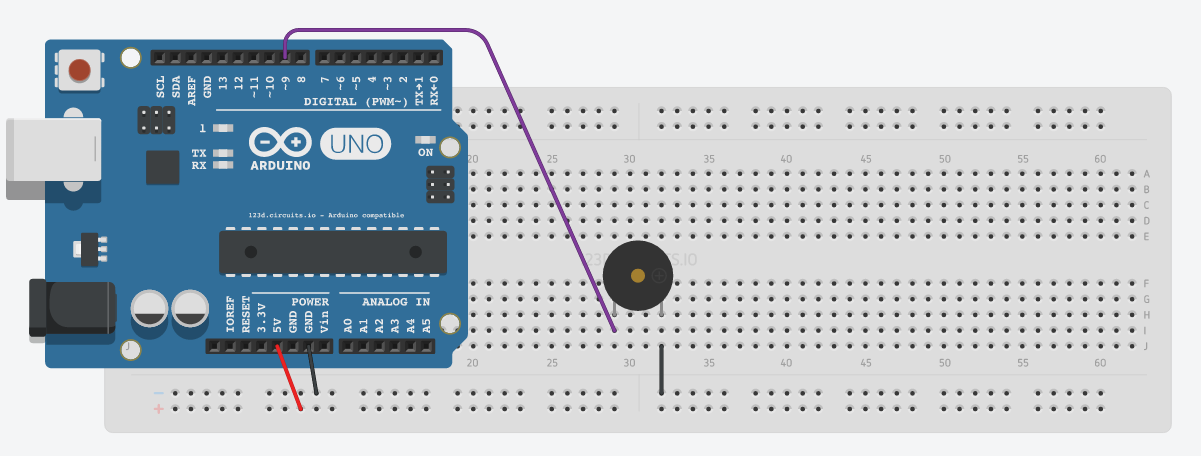 SCL
SDA
AREF
GND
13
12
~11
~10
~9
8
7
~6
~5
4
~3
2
TX→1
RX←0
DIGITAL (PWM~)
1
TX
RX
UNO
ARDUINO
ON
123d.circuits.io - Arduino compatible
POWER
ANALOG IN
IOREF
RESET
3.3V
5V
GND
GND
Vin
A0
A1
A2
A3
A4
A5
20 25 30 35 40 45 50 55 60
A
B
C
D
E
F
G
H
I
J
20 25 30 35 40 45 50 55 60
- 
+